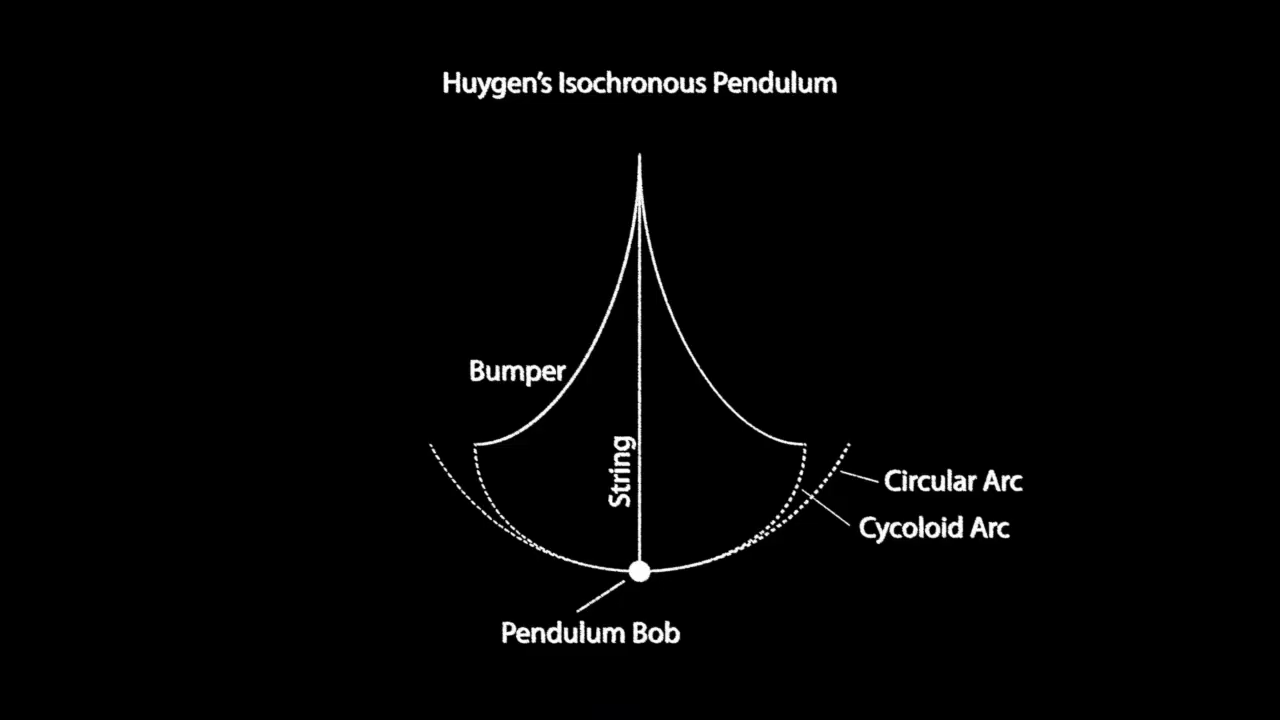 Huygen's Isochronous Pendulum
Bumper
String
Circular Arc
Cycoloid Arc
Pendulum Bob